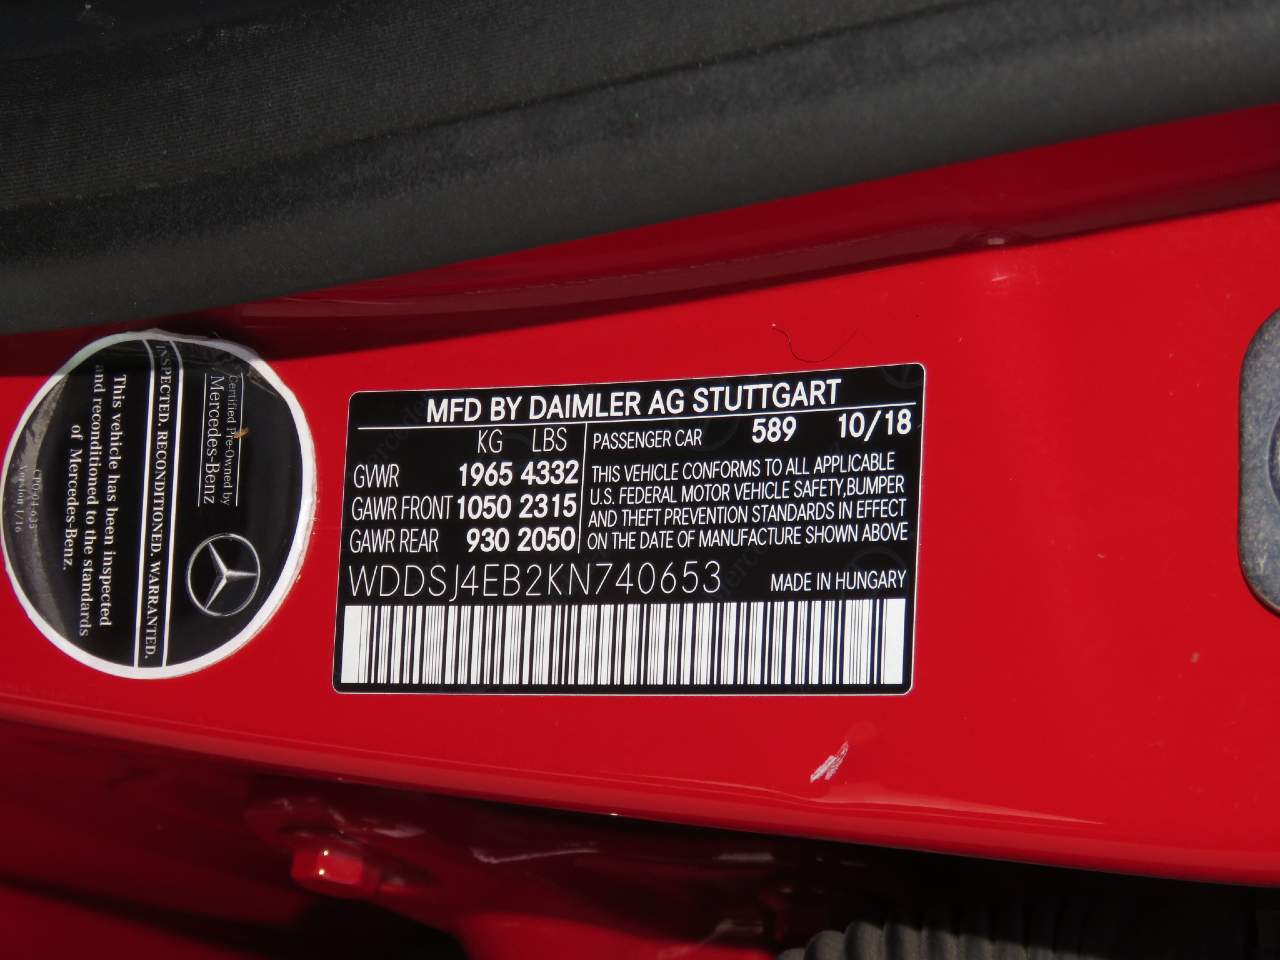 MFD BY DAIMLER AG STUTTGART
KG LBS
GVWR 1965 4332
GAWR FRONT 1050 2315
GAWR REAR 930 2050
PASSENGER CAR 589 10/18
THIS VEHICLE CONFORMS TO ALL APPLICABLE
U.S. FEDERAL MOTOR VEHICLE SAFETY, BUMPER
AND THEFT PREVENTION STANDARDS IN EFFECT
ON THE DATE OF MANUFACTURE SHOWN ABOVE
WDDSJ4EB2KN740653 MADE IN HUNGARY
Certified Pre-Owned by
Mercedes-Benz
INSPECTED. RECONDITIONED. WARRANTED.
This vehicle has been inspected
and reconditioned to the standards
of Mercedes-Benz.
Version 1/16